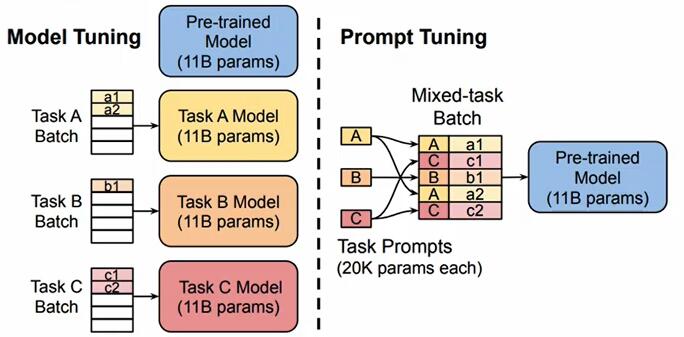 Model Tuning
Pre-trained
Model
(11B params)
Task A
Batch
a1
a2
Task A Model
(11B params)
Task B
Batch
b1
Task B Model
(11B params)
Task C
Batch
c1
c2
Task C Model
(11B params)
Prompt Tuning
Mixed-task
Batch
A
B
C
A a1
C c1
B b1
A a2
C c2
Task Prompts
(20K params each)
Pre-trained
Model
(11B params)